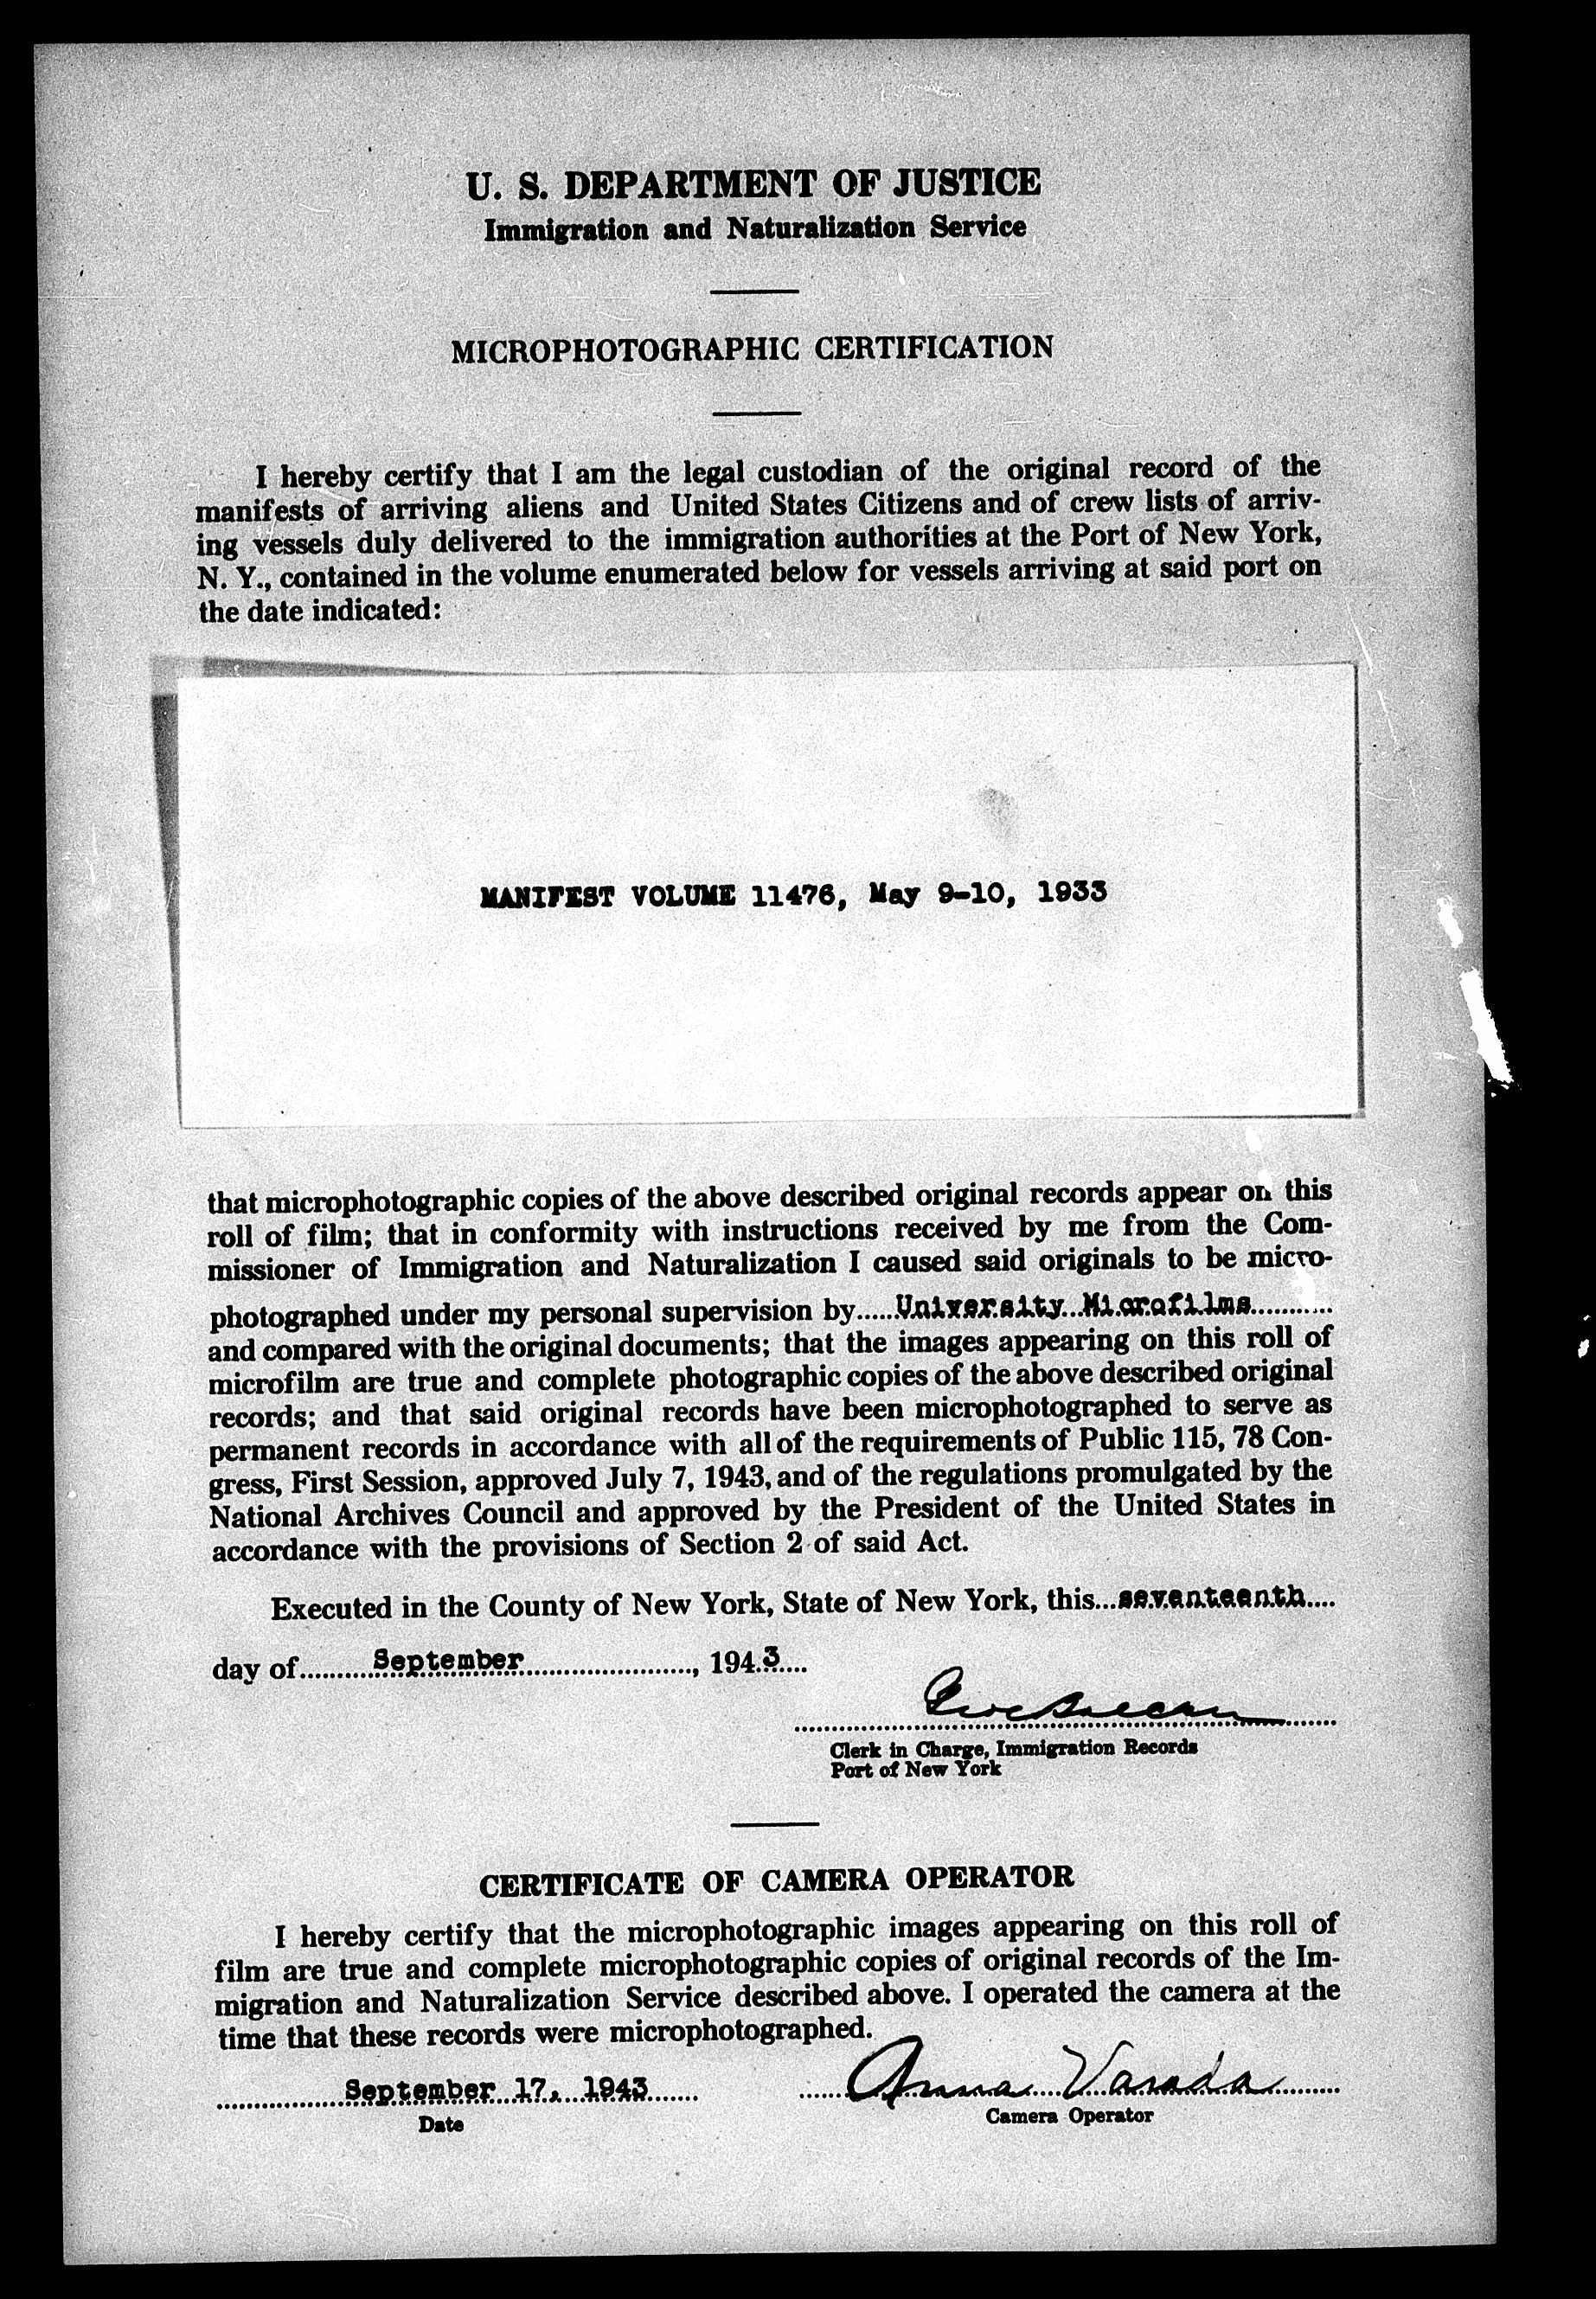 U. S. DEPARTMENT OF JUSTICE
Immigration and Naturalization Service
MICROPHOTOGRAPHIC CERTIFICATION
I hereby certify that I am the legal custodian of the original record of the
manifests of arriving aliens and United States Citizens and of crew lists of arriv-
ing vessels duly delivered to the immigration authorities at the Port of New York,
N. Y., contained in the volume enumerated below for vessels arriving at said port on
the date indicated:
MANIFEST VOLUME 11476, May 9-10, 1933
that microphotographic copies of the above described original records appear on this
roll of film; that in conformity with instructions received by me from the Com-
missioner of Immigration and Naturalization I caused said originals to be micro-
photographed under my personal supervision by.....University Microfilms...........
and compared with the original documents; that the images appearing on this roll of
microfilm are true and complete photographic copies of the above described original
records; and that said original records have been microphotographed to serve as
permanent records in accordance with all of the requirements of Public 115, 78 Con-
gress, First Session, approved July 7, 1943, and of the regulations promulgated by the
National Archives Council and approved by the President of the United States in
accordance with the provisions of Section 2 of said Act.
Executed in the County of New York, State of New York, this...seventeenth....
day of..........September......................., 1943....
Clerk in Charge, Immigration Records
Port of New York
CERTIFICATE OF CAMERA OPERATOR
I hereby certify that the microphotographic images appearing on this roll of
film are true and complete microphotographic copies of original records of the Im-
migration and Naturalization Service described above. I operated the camera at the
time that these records were microphotographed.
September 17, 1943 Anna
Date
Camera Operator